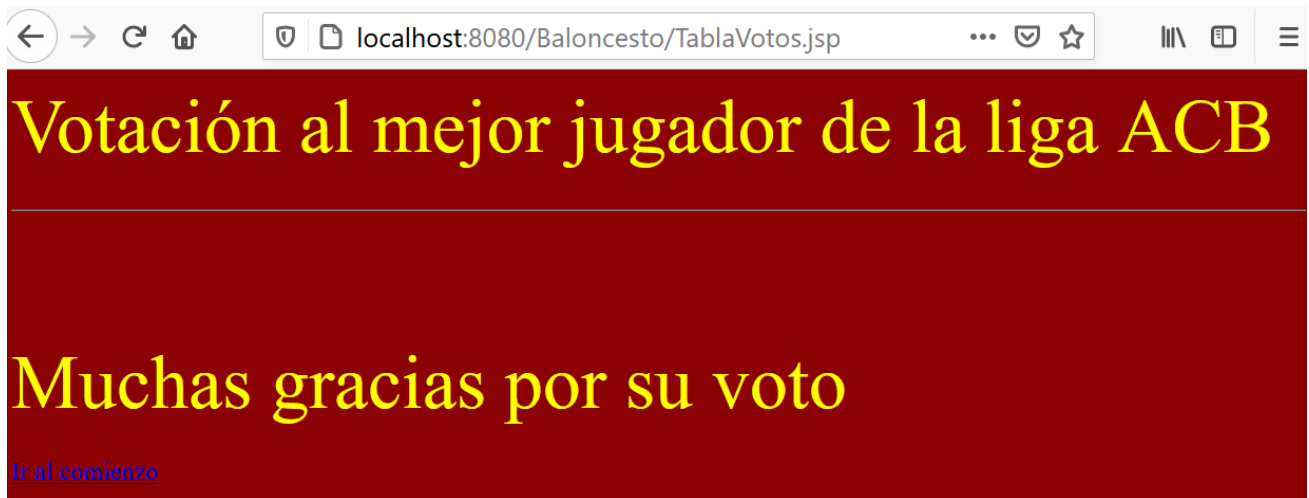 localhost:8080/Baloncesto/TablaVotos.jsp
Votación al mejor jugador de la liga ACB
Muchas gracias por su voto
Ir al comienzo